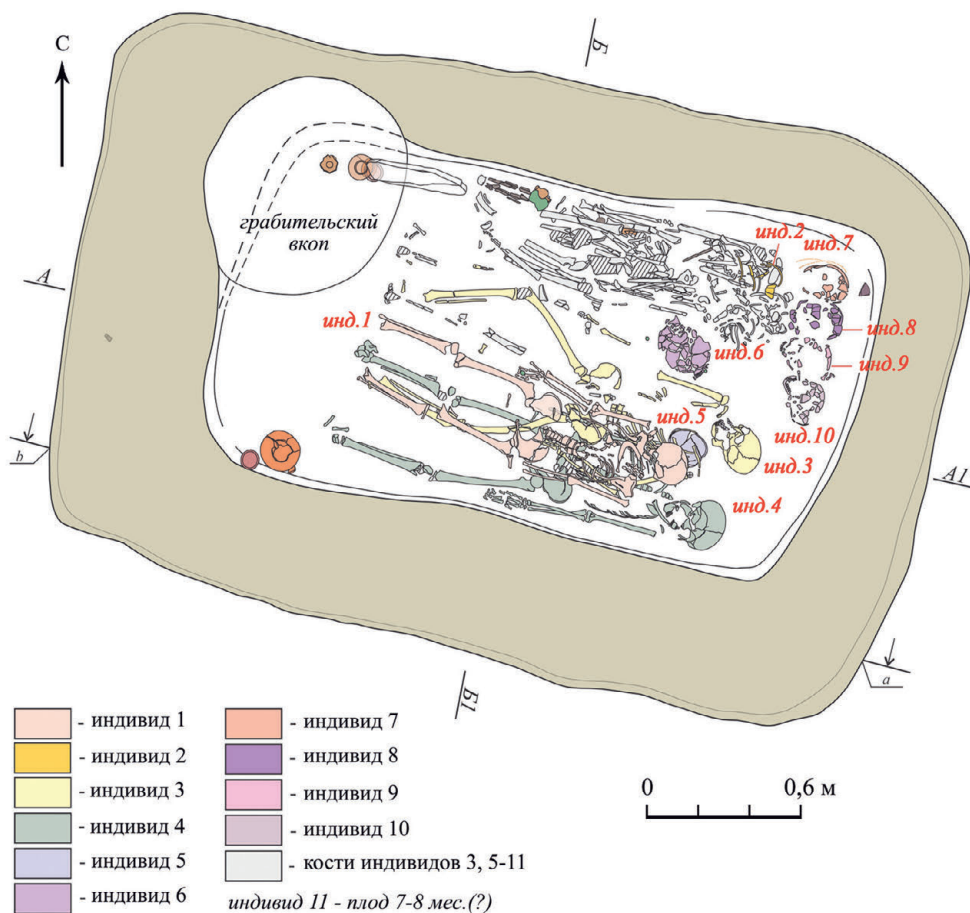 С
Б
грабительский
вкоп
инд.2
инд.7
А
инд.1
инд.8
инд.6
инд.9
инд.5
инд.10
инд.3
b
А1
инд.4
a
Б1
- индивид 1
- индивид 2
- индивид 3
- индивид 4
- индивид 5
- индивид 6
- индивид 7
- индивид 8
- индивид 9
- индивид 10
- кости индивидов 3, 5-11
индивид 11 - плод 7-8 мес.(?)
0 0,6 м